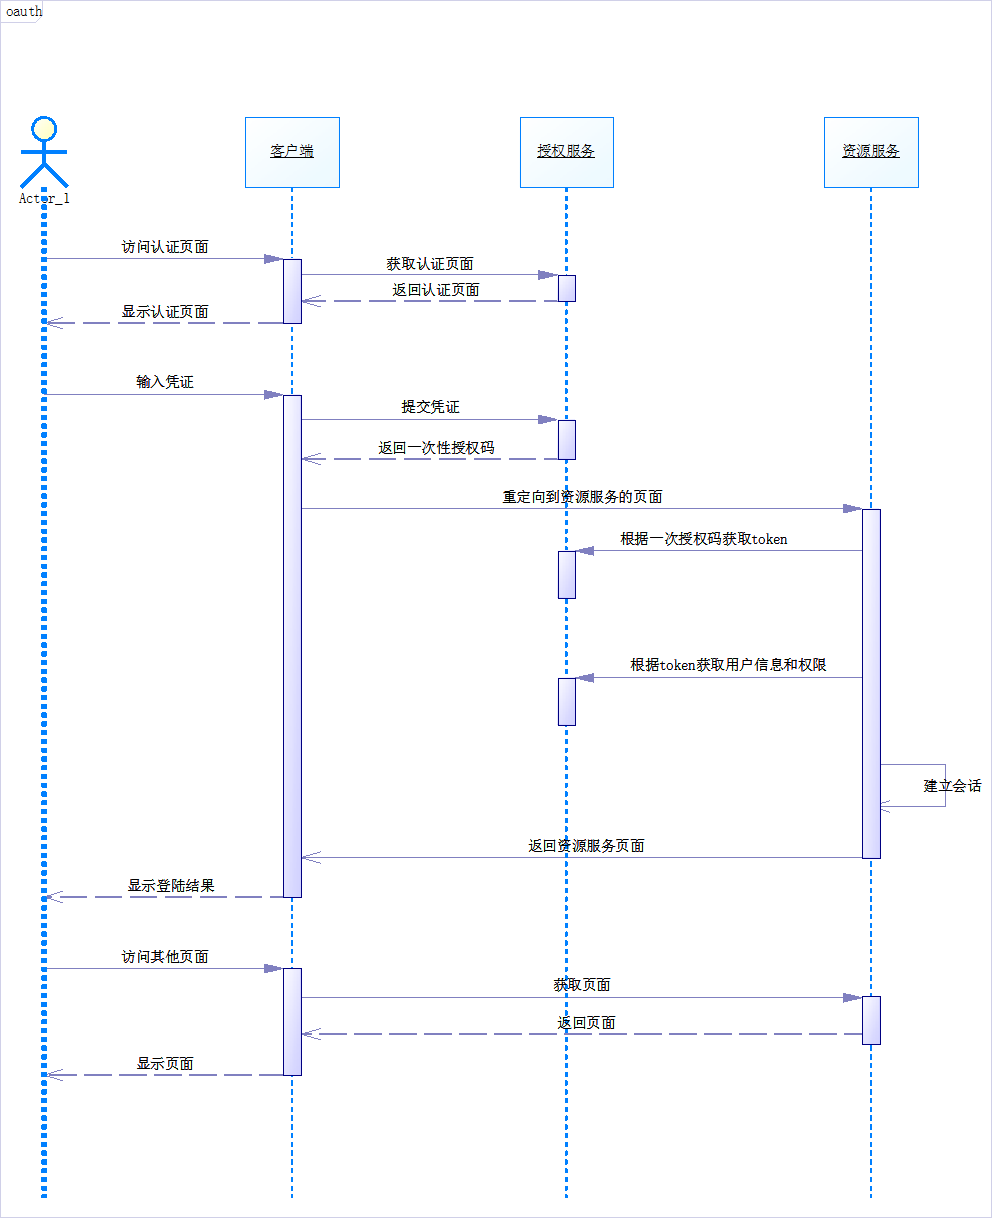 oauth
客户端
授权服务
资源服务
Actor_1
访问认证页面
获取认证页面
返回认证页面
显示认证页面
输入凭证
提交凭证
返回一次性授权码
重定向到资源服务的页面
根据一次授权码获取token
根据token获取用户信息和权限
建立会话
返回资源服务页面
显示登陆结果
访问其他页面
获取页面
返回页面
显示页面